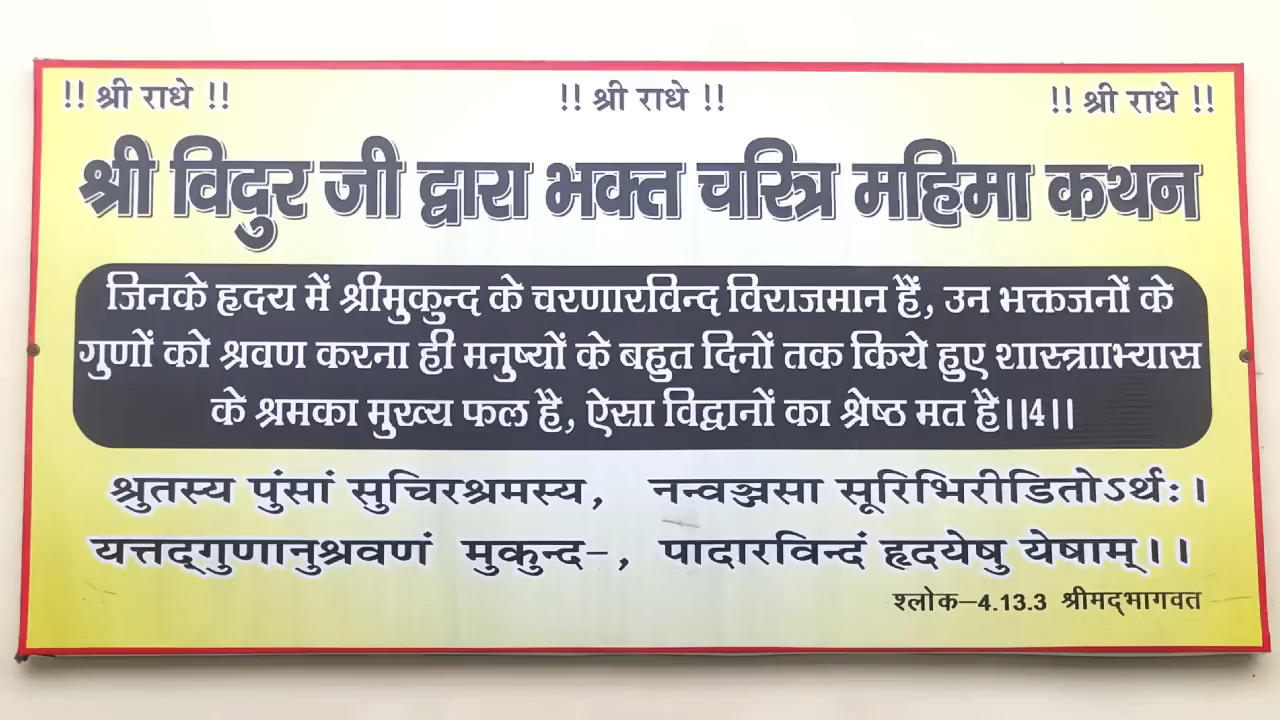 !! श्री राधे !! !! श्री राधे !! !! श्री राधे !!
श्री विदुर जी द्वारा भक्त चरित्र महिमा कथन
जिनके हृदय में श्रीमुकुन्द के चरणारविन्द विराजमान हैं, उन भक्तजनों के
गुणों को श्रवण करना ही मनुष्यों के बहुत दिनों तक किये हुए शास्त्रााभ्यास
के श्रमका मुख्य फल है, ऐसा विद्वानों का श्रेष्ठ मत है।।4।।
श्रुतस्य पुंसां सुचिरश्रमस्य, नन्वञ्जसा सूरिभिरीडितोऽर्थः।
यत्तद्गुणानुश्रवणं मुकुन्द-, पादारविन्दं हृदयेषु येषाम्।।
श्लोक-4.13.3 श्रीमद्भागवत